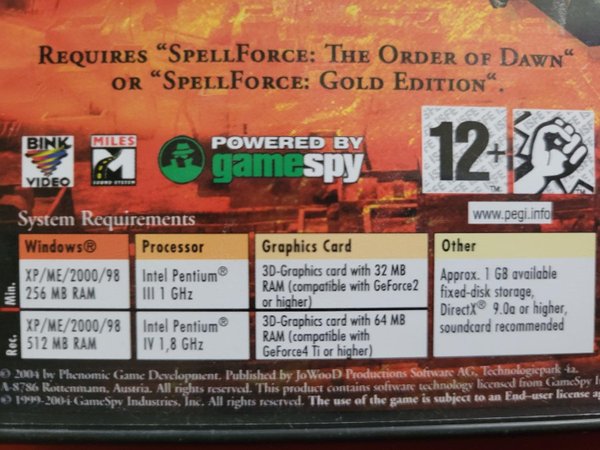 REQUIRES “SPELLFORCE: THE ORDER OF DAWN“
OR “SPELLFORCE: GOLD EDITION“.
BINK
VIDEO
MILES
SOUND SYSTEM
POWERED BY
gamespy
12+
™
™
www.pegi.info
System Requirements
Windows®
Processor
Graphics Card
Other
Min.
XP/ME/2000/98
256 MB RAM
Intel Pentium®
III 1 GHz
3D-Graphics card with 32 MB
RAM (compatible with GeForce2
or higher)
Approx. 1 GB available
fixed-disk storage,
DirectX® 9.0a or higher,
soundcard recommended
Rec.
XP/ME/2000/98
512 MB RAM
Intel Pentium®
IV 1,8 GHz
3D-Graphics card with 64 MB
RAM (compatible with
GeForce4 Ti or higher)
© 2004 by Phenomic Game Development. Published by JoWooD Productions Software AG, Technologiepark 4a,
A-8786 Rottenmann, Austria. All rights reserved. This product contains software technology licensed from GameSpy I
© 1999-2004 GameSpy Industries, Inc. All rights reserved. The use of the game is subject to an End-user license ag